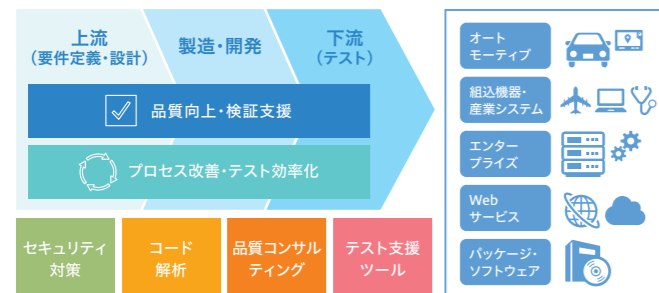 上流
（要件定義・設計）
製造・開発
下流
（テスト）
品質向上・検証支援
プロセス改善・テスト効率化
セキュリティ
対策
コード
解析
品質コンサル
ティング
テスト支援
ツール
オート
モーティブ
組込機器・
産業システム
エンター
プライズ
Web
サービス
パッケージ・
ソフトウェア